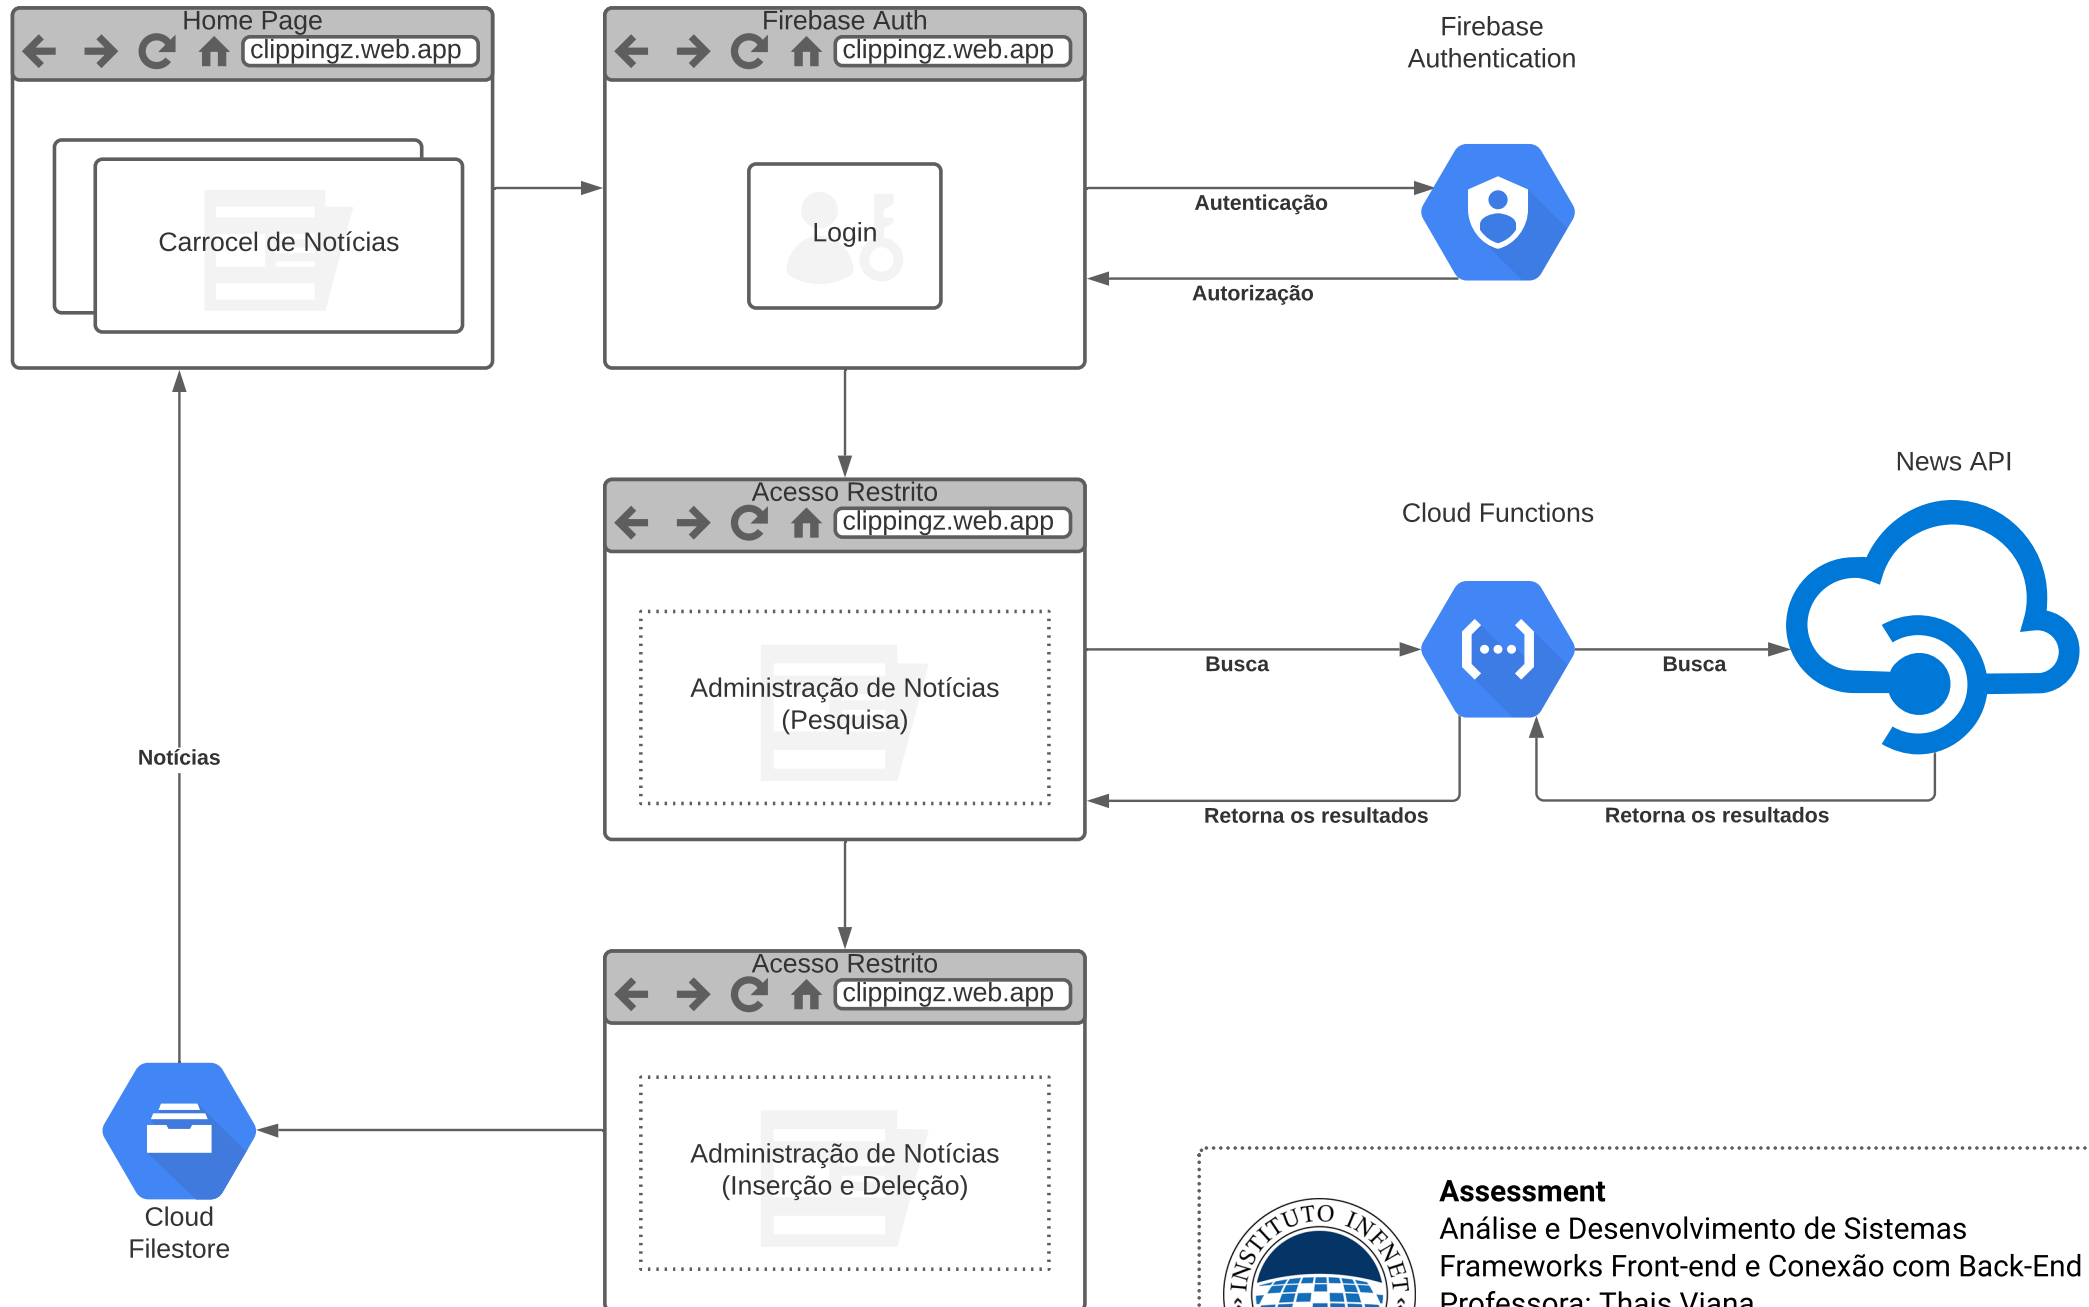 Home Page
clippingz.web.app
Carrocel de Notícias
Firebase Auth
clippingz.web.app
Login
Firebase
Authentication
Autenticação
Autorização
Acesso Restrito
clippingz.web.app
Administração de Notícias
(Pesquisa)
Busca
Cloud Functions
Busca
News API
Retorna os resultados
Retorna os resultados
Notícias
Acesso Restrito
clippingz.web.app
Administração de Notícias
(Inserção e Deleção)
Cloud
Filestore
INSTITUTO INFNET
Assessment
Análise e Desenvolvimento de Sistemas
Frameworks Front-end e Conexão com Back-End
Professora: Thais Viana